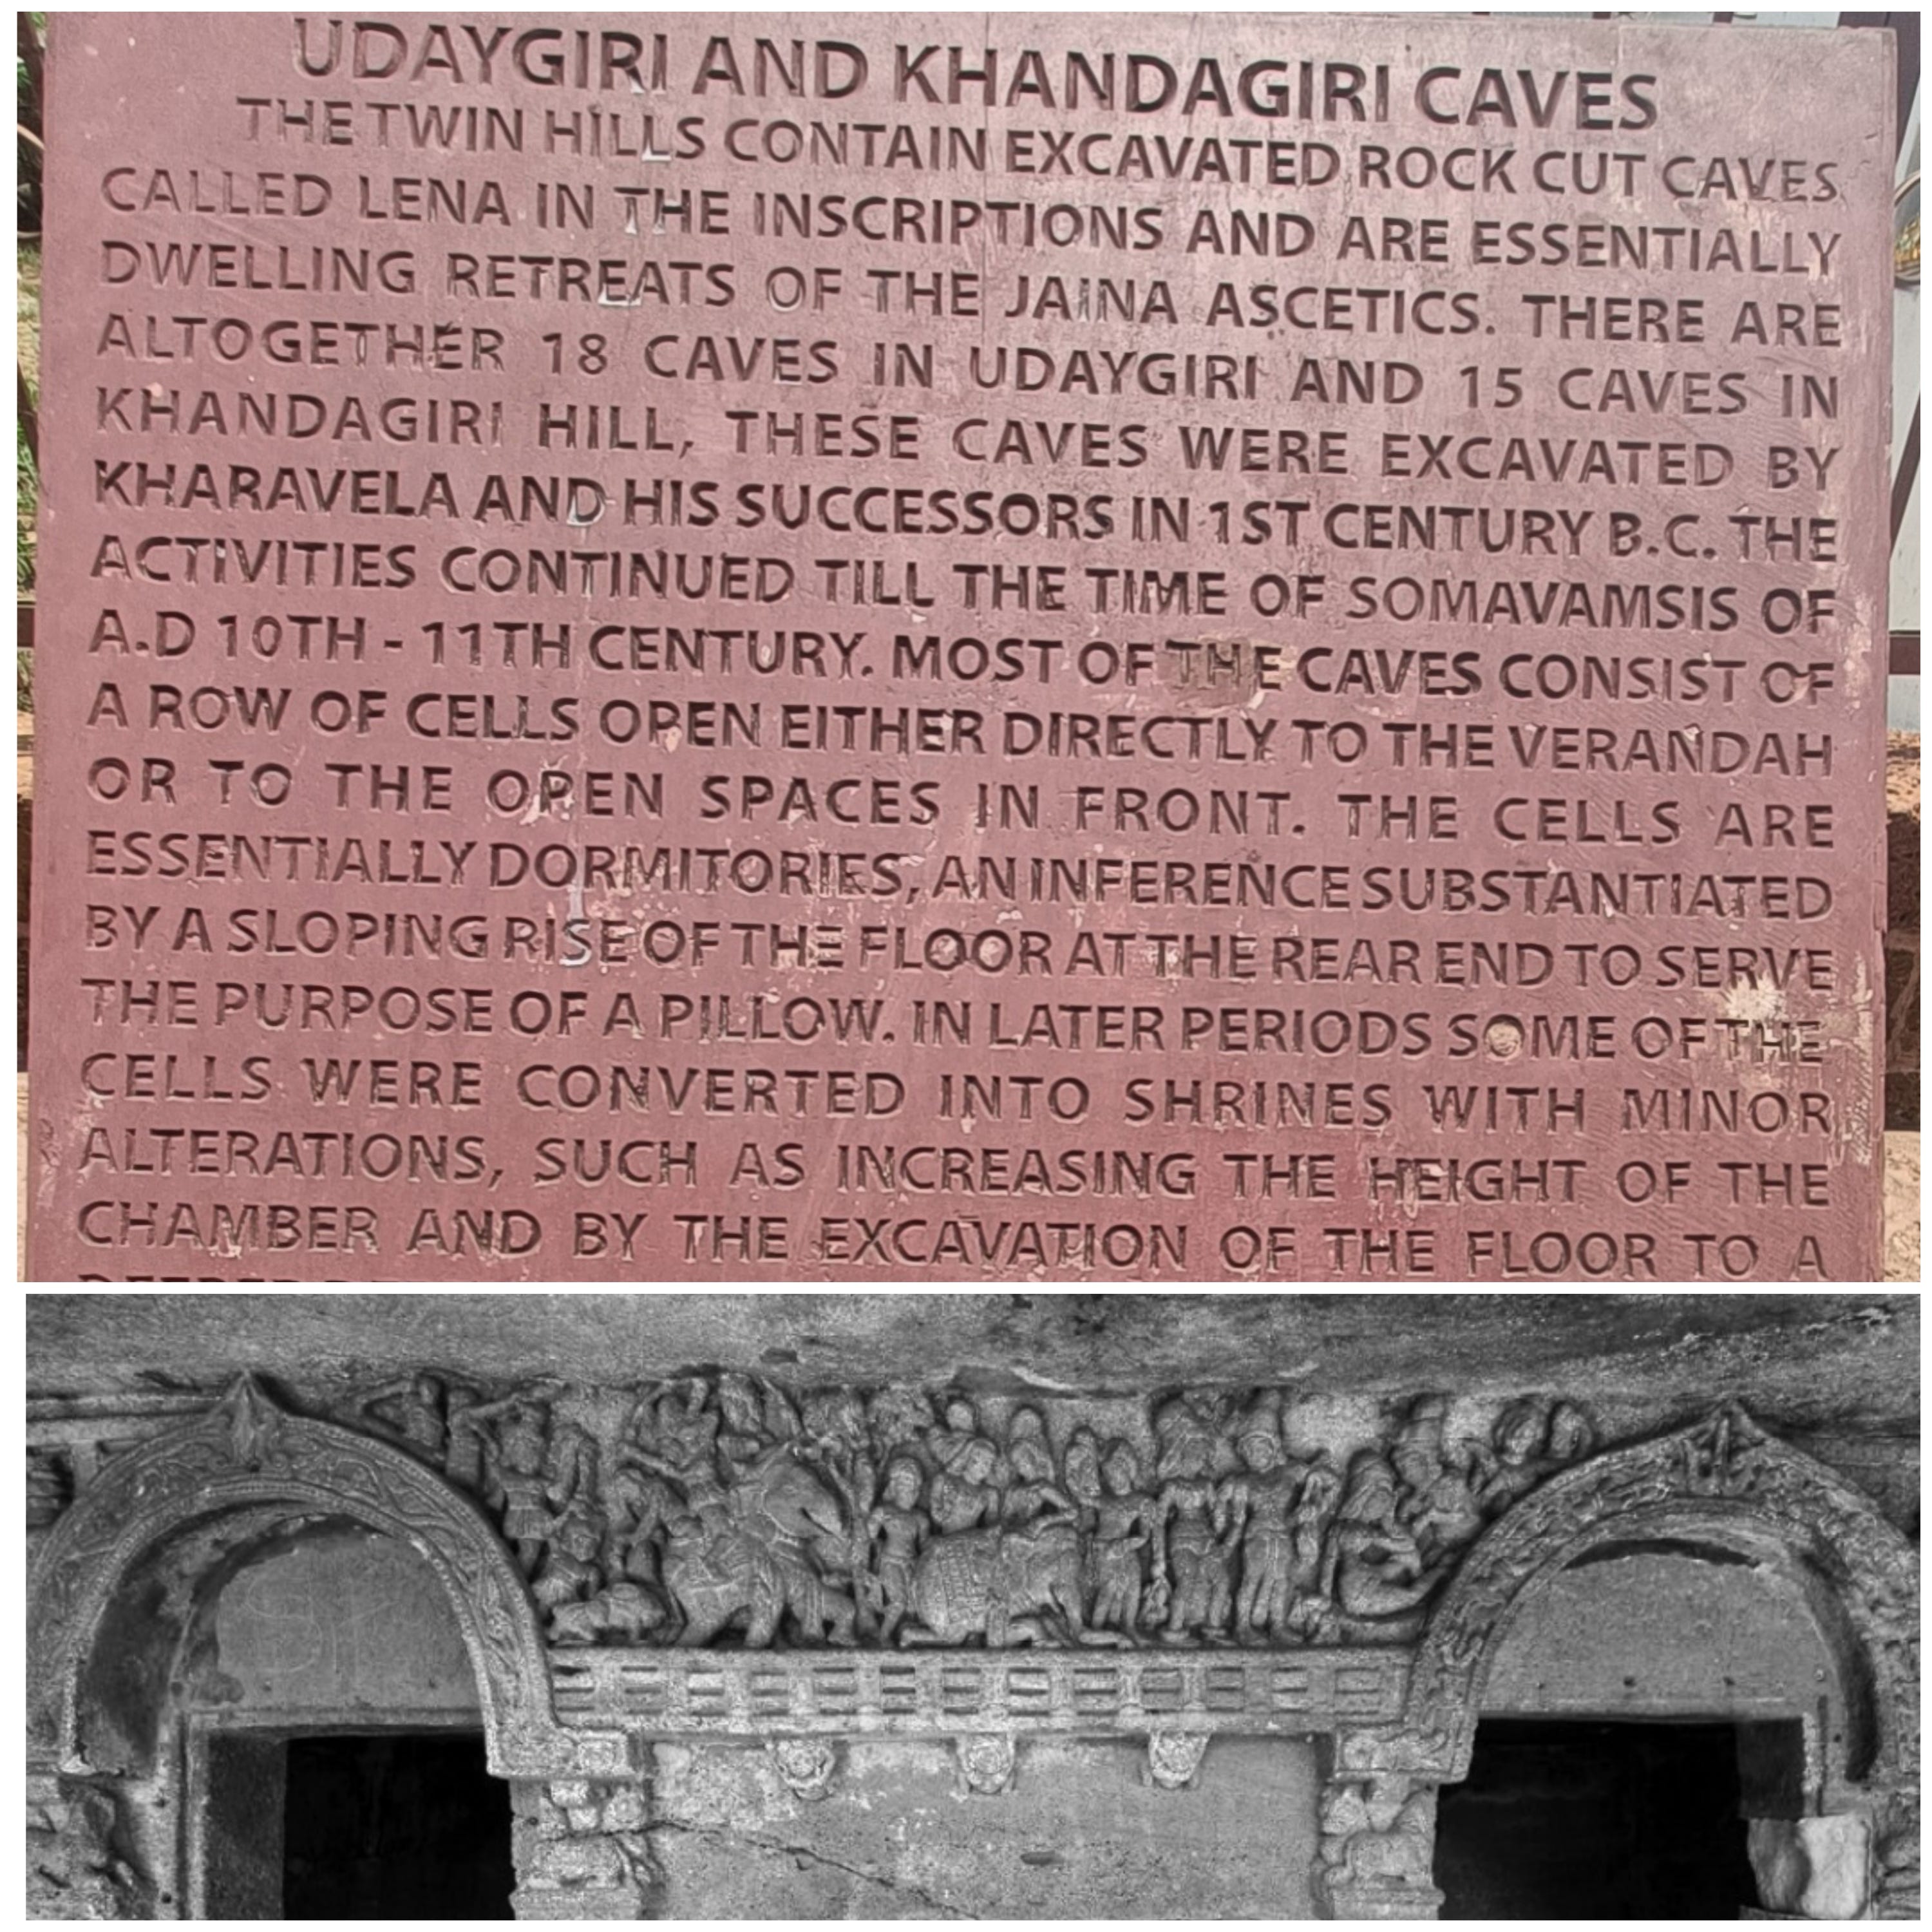 UDAYGIRI AND KHANDAGIRI CAVES
THE TWIN HILLS CONTAIN EXCAVATED ROCK CUT CAVES
CALLED LENA IN THE INSCRIPTIONS AND ARE ESSENTIALLY
DWELLING RETREATS OF THE JAINA ASCETICS. THERE ARE
ALTOGETHER 18 CAVES IN UDAYGIRI AND 15 CAVES IN
KHANDAGIRI HILL, THESE CAVES WERE EXCAVATED BY
KHARAVELA AND HIS SUCCESSORS IN 1ST CENTURY B.C. THE
ACTIVITIES CONTINUED TILL THE TIME OF SOMAVAMSIS OF
A.D 10TH - 11TH CENTURY. MOST OF THE CAVES CONSIST OF
A ROW OF CELLS OPEN EITHER DIRECTLY TO THE VERANDAH
OR TO THE OPEN SPACES IN FRONT. THE CELLS ARE
ESSENTIALLY DORMITORIES, AN INFERENCE SUBSTANTIATED
BY A SLOPING RISE OF THE FLOOR AT THE REAR END TO SERVE
THE PURPOSE OF A PILLOW. IN LATER PERIODS SOME OF THE
CELLS WERE CONVERTED INTO SHRINES WITH MINOR
ALTERATIONS, SUCH AS INCREASING THE HEIGHT OF THE
CHAMBER AND BY THE EXCAVATION OF THE FLOOR TO A